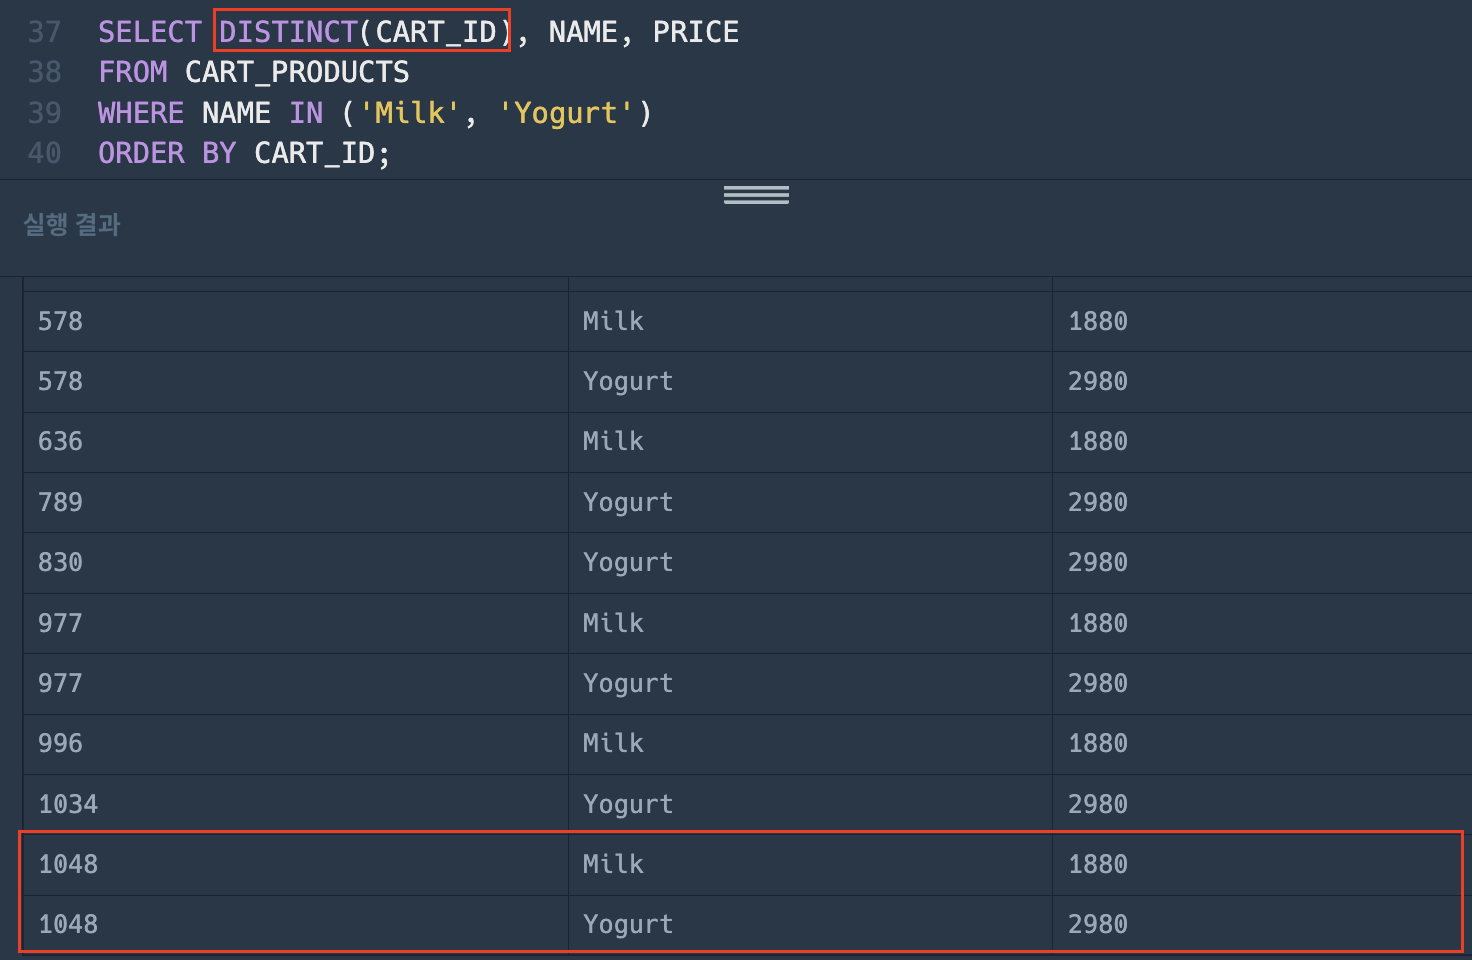 37 SELECT DISTINCT(CART_ID), NAME, PRICE
38 FROM CART_PRODUCTS
39 WHERE NAME IN ('Milk', 'Yogurt')
40 ORDER BY CART_ID;
실행 결과
578 Milk 1880
578 Yogurt 2980
636 Milk 1880
789 Yogurt 2980
830 Yogurt 2980
977 Milk 1880
977 Yogurt 2980
996 Milk 1880
1034 Yogurt 2980
1048 Milk 1880
1048 Yogurt 2980